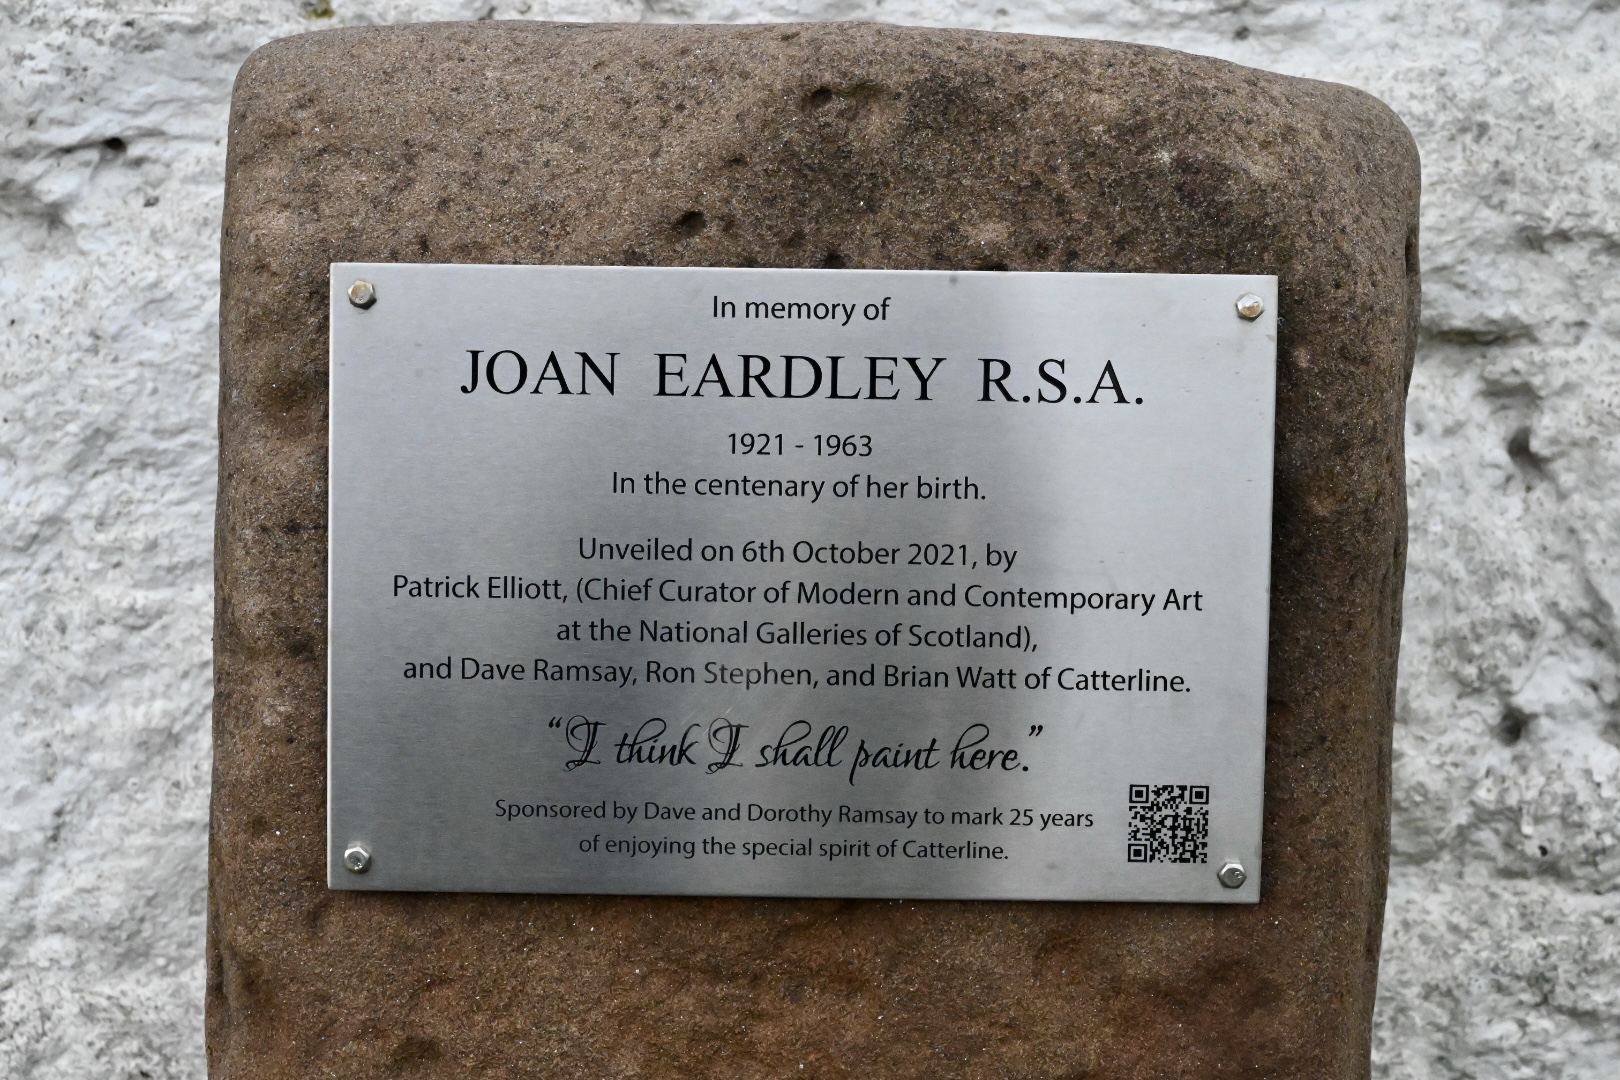 In memory of
JOAN EARDLEY R.S.A.
1921 - 1963
In the centenary of her birth.
Unveiled on 6th October 2021, by
Patrick Elliott, (Chief Curator of Modern and Contemporary Art
at the National Galleries of Scotland),
and Dave Ramsay, Ron Stephen, and Brian Watt of Catterline.
“I think I shall paint here.”
Sponsored by Dave and Dorothy Ramsay to mark 25 years
of enjoying the special spirit of Catterline.